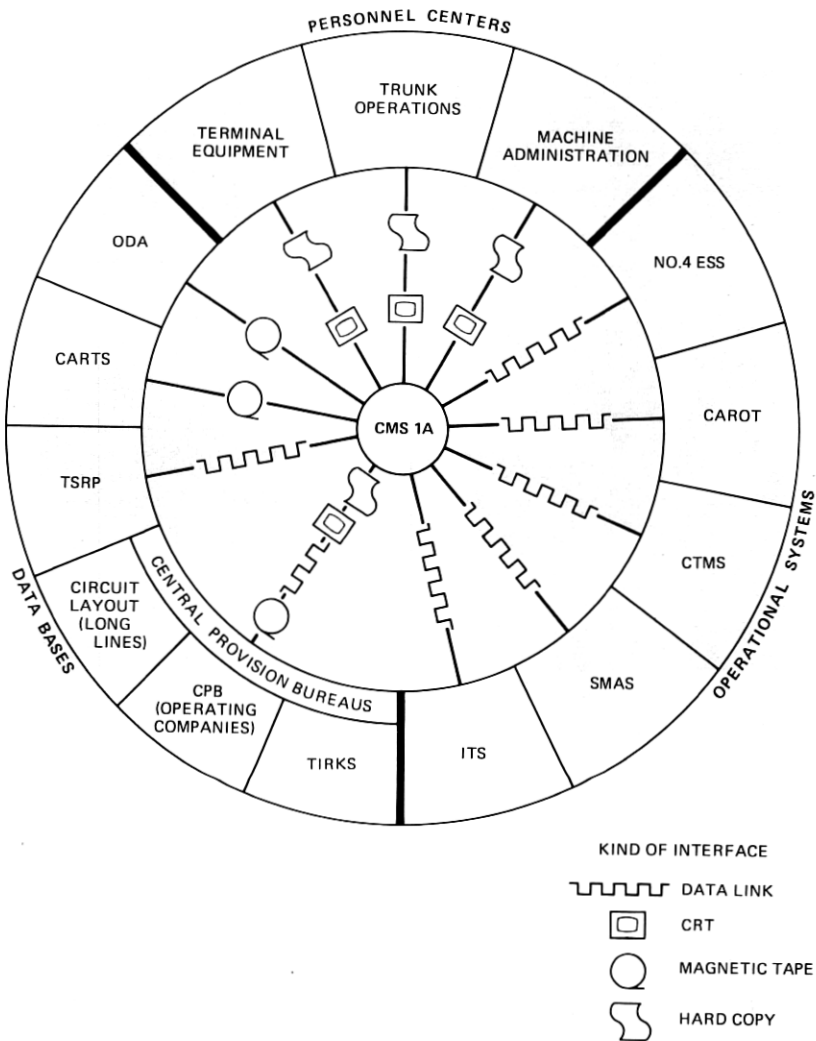 PERSONNEL CENTERS
TRUNK
OPERATIONS
TERMINAL
EQUIPMENT
MACHINE
ADMINISTRATION
ODA
NO.4 ESS
CARTS
CAROT
CMS 1A
TSRP
CTMS
OPERATIONAL SYSTEMS
DATA BASES
CIRCUIT
LAYOUT
(LONG
LINES)
CENTRAL PROVISION BUREAUS
CPB
(OPERATING
COMPANIES)
TIRKS
ITS
SMAS
KIND OF INTERFACE
DATA LINK
CRT
MAGNETIC TAPE
HARD COPY